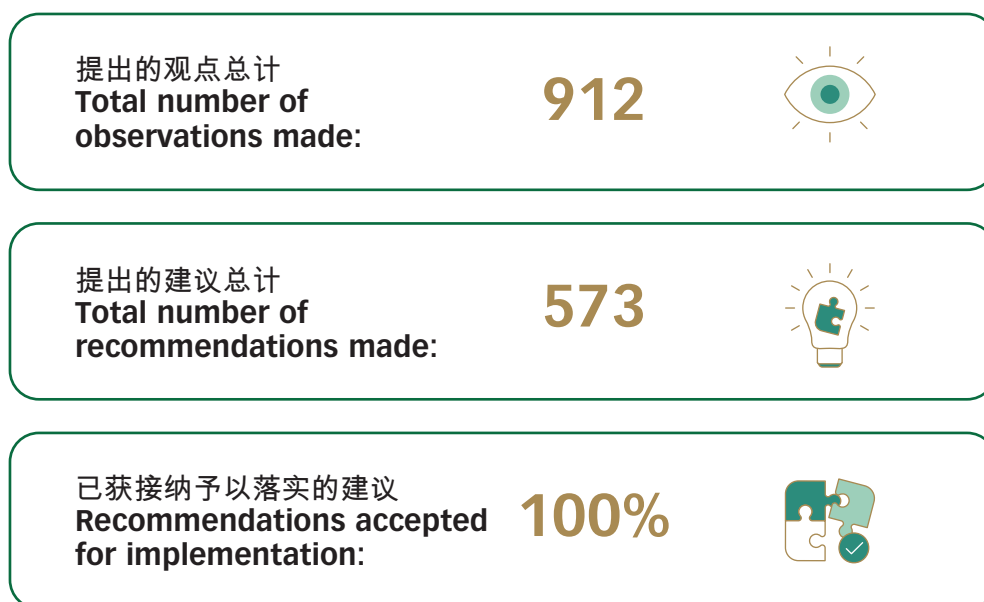 提出的观点总计
Total number of
observations made:
912
提出的建议总计
Total number of
recommendations made:
573
已获接纳予以落实的建议
Recommendations accepted
for implementation:
100%